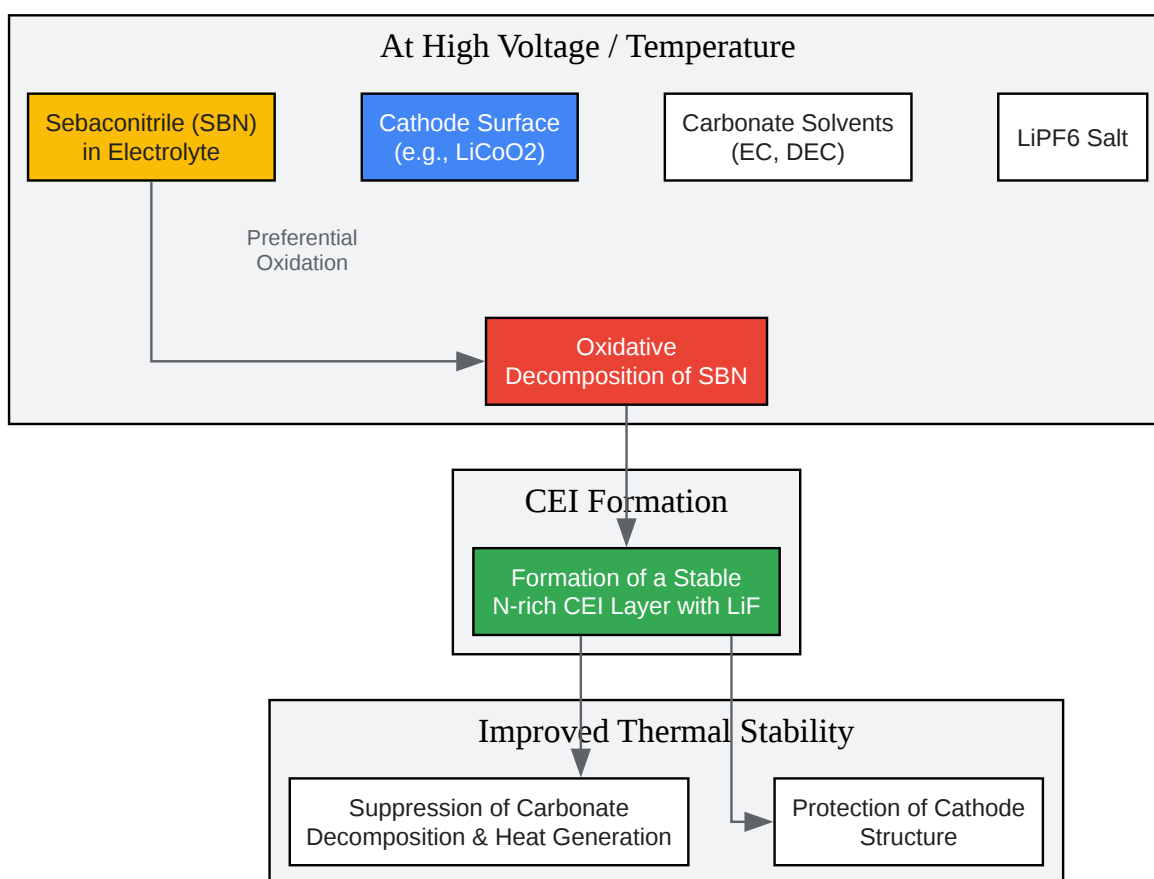 At High Voltage / Temperature
Sebaconitrile (SBN)
in Electrolyte
Cathode Surface
(e.g., LiCoO2)
Carbonate Solvents
(EC, DEC)
LiPF6 Salt
Preferential
Oxidation
Oxidative
Decomposition of SBN
CEI Formation
Formation of a Stable
N-rich CEI Layer with LiF
Improved Thermal Stability
Suppression of Carbonate
Decomposition & Heat Generation
Protection of Cathode
Structure